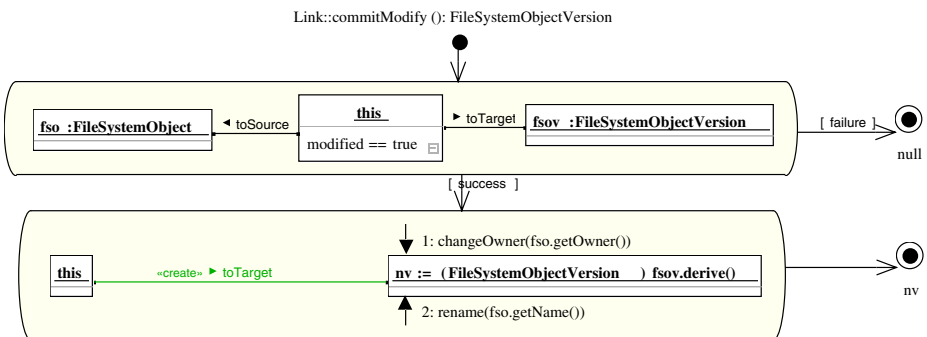 Link::commitModify (): FileSystemObjectVersion
fso :FileSystemObject
◄ toSource
this
modified == true
► toTarget
fsov :FileSystemObjectVersion
[ failure ]
null
[ success ]
1: changeOwner(fso.getOwner())
this
«create» ► toTarget
nv := (FileSystemObjectVersion ) fsov.derive()
nv
2: rename(fso.getName())